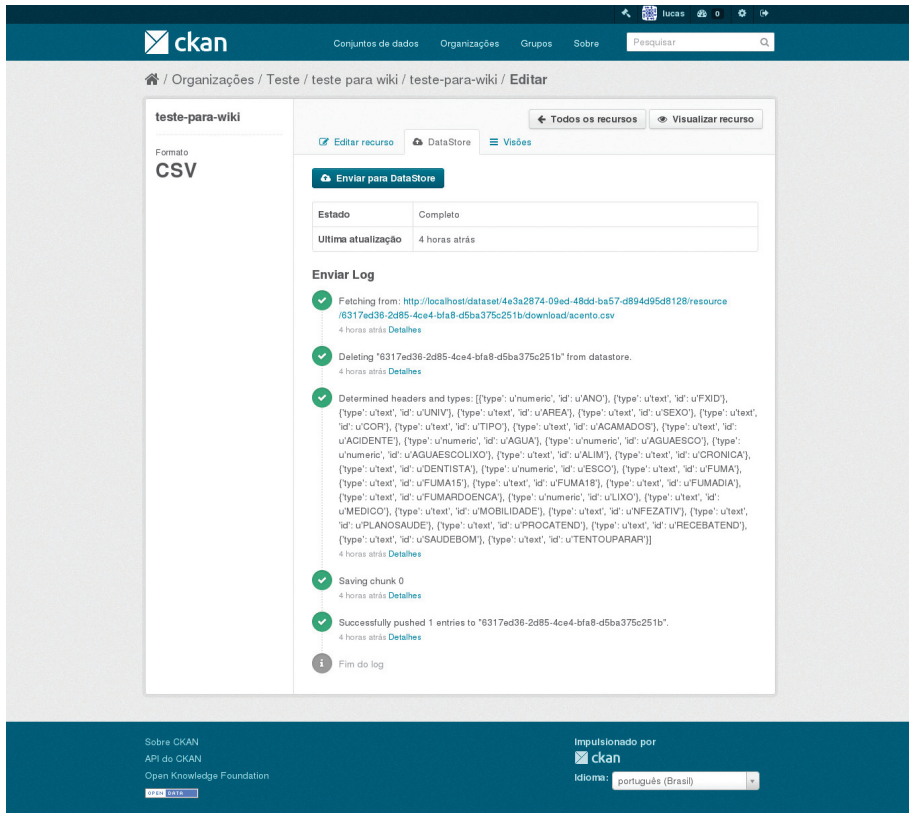 lucas 0
ckan
Conjuntos de dados Organizações Grupos Sobre Pesquisar
/ Organizações / Teste / teste para wiki / teste-para-wiki / Editar
teste-para-wiki
Formato
CSV
Todos os recursos Visualizar recurso
Editar recurso DataStore Visões
Enviar para DataStore
Estado Completo
Ultima atualização 4 horas atrás
Enviar Log
Fetching from: http://localhost/dataset/4e3a2874-09ed-48dd-ba57-d894d95d8128/resource
/6317ed36-2d85-4ce4-bfa8-d5ba375c251b/download/acento.csv
4 horas atrás Detalhes
Deleting "6317ed36-2d85-4ce4-bfa8-d5ba375c251b" from datastore.
4 horas atrás Detalhes
Determined headers and types: [{'type': u'numeric', 'id': u'ANO'}, {'type': u'text', 'id': u'FXID'},
{'type': u'text', 'id': u'UNIV'}, {'type': u'text', 'id': u'AREA'}, {'type': u'text', 'id': u'SEXO'}, {'type': u'text',
'id': u'COR'}, {'type': u'text', 'id': u'TIPO'}, {'type': u'text', 'id': u'ACAMADOS'}, {'type': u'text', 'id':
u'ACIDENTE'}, {'type': u'numeric', 'id': u'AGUA'}, {'type': u'numeric', 'id': u'AGUAESCO'}, {'type':
u'numeric', 'id': u'AGUAESCOLIXO'}, {'type': u'text', 'id': u'ALIM'}, {'type': u'text', 'id': u'CRONICA'},
{'type': u'text', 'id': u'DENTISTA'}, {'type': u'numeric', 'id': u'ESCO'}, {'type': u'text', 'id': u'FUMA'},
{'type': u'text', 'id': u'FUMA15'}, {'type': u'text', 'id': u'FUMA18'}, {'type': u'text', 'id': u'FUMADIA'},
{'type': u'text', 'id': u'FUMARDOENCA'}, {'type': u'numeric', 'id': u'LIXO'}, {'type': u'text', 'id':
u'MEDICO'}, {'type': u'text', 'id': u'MOBILIDADE'}, {'type': u'text', 'id': u'NFEZATIV'}, {'type': u'text',
'id': u'PLANOSAUDE'}, {'type': u'text', 'id': u'PROCATEND'}, {'type': u'text', 'id': u'RECEBATEND'},
{'type': u'text', 'id': u'SAUDEBOM'}, {'type': u'text', 'id': u'TENTOUPARAR'}]
4 horas atrás Detalhes
Saving chunk 0
4 horas atrás Detalhes
Successfully pushed 1 entries to "6317ed36-2d85-4ce4-bfa8-d5ba375c251b".
4 horas atrás Detalhes
Fim do log
Sobre CKAN
API do CKAN
Open Knowledge Foundation
OPEN DATA
Impulsionado por
ckan
Idioma: português (Brasil)